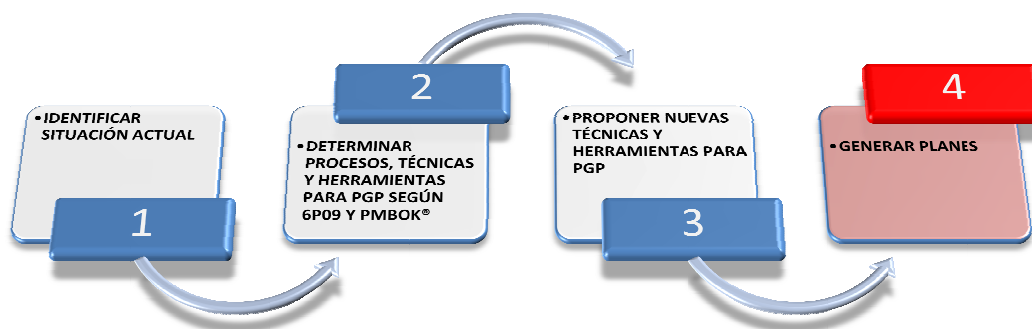 • IDENTIFICAR
SITUACIÓN ACTUAL
1
2
• DETERMINAR
PROCESOS, TÉCNICAS
Y HERRAMIENTAS
PARA PGP SEGÚN
6P09 Y PMBOK®
• PROPONER NUEVAS
TÉCNICAS Y
HERRAMIENTAS PARA
PGP
3
4
• GENERAR PLANES